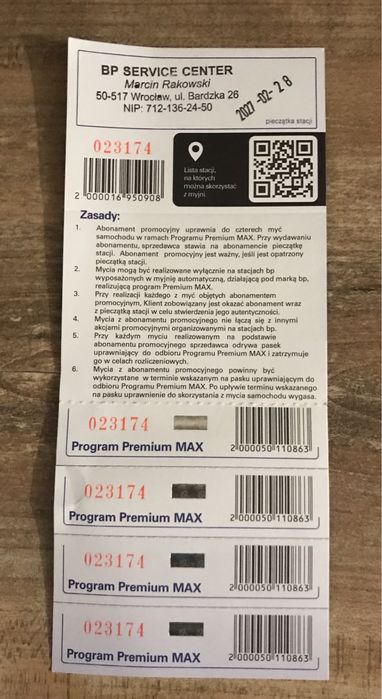 BP SERVICE CENTER
Marcin Rakowski
50-517 Wrocław, ul. Bardzka 26
NIP: 712-136-24-50
2027-02-28
pieczątka stacji
023174
2 000016 950908
Lista stacji,
na których
można skorzystać
z myjni.
Zasady:
1. Abonament promocyjny uprawnia do czterech myć
samochodu w ramach Programu Premium MAX. Przy wydawaniu
abonamentu, sprzedawca stawia na abonamencie pieczątkę
stacji. Abonament promocyjny jest ważny, jeśli jest opatrzony
pieczątką stacji.
2. Mycia mogą być realizowane wyłącznie na stacjach bp
wyposażonych w myjnię automatyczną, działającą pod marką bp,
realizującą program Premium MAX.
3. Przy realizacji każdego z myć objętych abonamentem
promocyjnym, Klient zobowiązany jest okazać abonament wraz
z pieczątką stacji w celu stwierdzenia jego autentyczności.
4. Mycia z abonamentu promocyjnego nie łączą się z innymi
akcjami promocyjnymi organizowanymi na stacjach bp.
5. Przy każdym myciu realizowanym na podstawie
abonamentu promocyjnego sprzedawca odrywa pasek
uprawniający do odbioru Programu Premium MAX i zatrzymuje
go w celach rozliczeniowych.
6. Mycia z abonamentu promocyjnego powinny być
wykorzystane w terminie wskazanym na pasku uprawniającym do
odbioru Programu Premium MAX. Po upływie terminu wskazanego
na pasku uprawnienie do skorzystania z mycia samochodu wygasa.
023174
Program Premium MAX
2 000050 110863
023174
Program Premium MAX
2 000050 110863
023174
Program Premium MAX
2 000050 110863
023174
Program Premium MAX
2 000050 110863